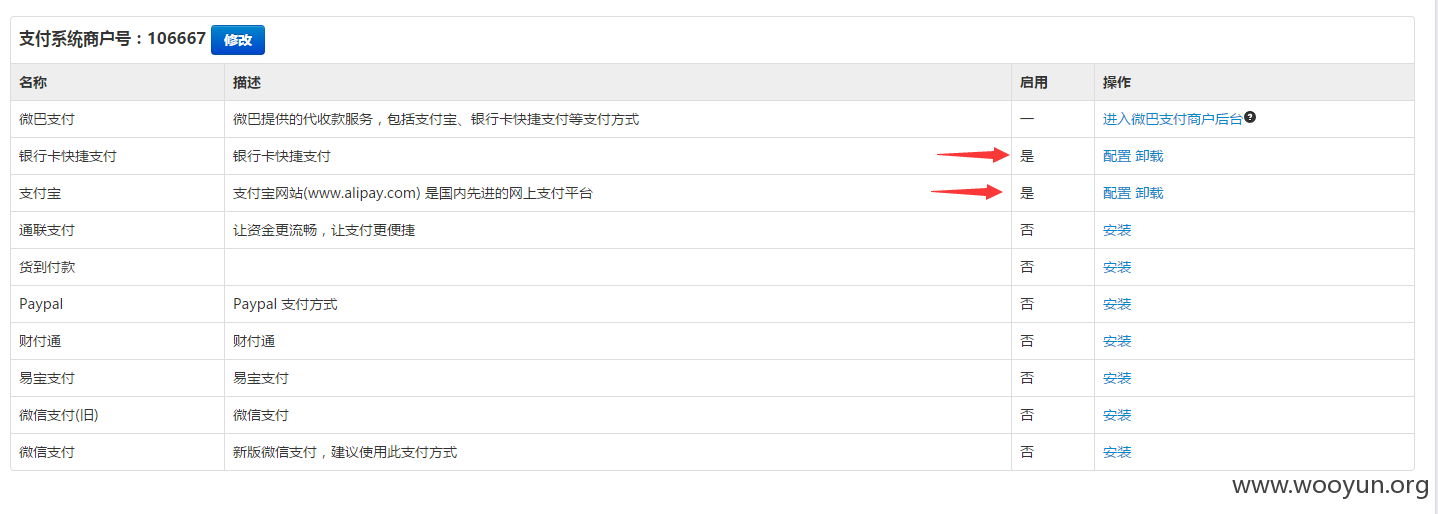 支付系统商户号：106667 修改
名称 描述 启用 操作
微巴支付 微巴提供的代收款服务，包括支付宝、银行卡快捷支付等支付方式 — 进入微巴支付商户后台?
银行卡快捷支付 银行卡快捷支付 是 配置 卸载
支付宝 支付宝网站(www.alipay.com) 是国内先进的网上支付平台 是 配置 卸载
通联支付 让资金更流畅，让支付更便捷 否 安装
货到付款 否 安装
Paypal Paypal 支付方式 否 安装
财付通 财付通 否 安装
易宝支付 易宝支付 否 安装
微信支付(旧) 微信支付 否 安装
微信支付 新版微信支付，建议使用此支付方式 否 安装
www.wooyun.org